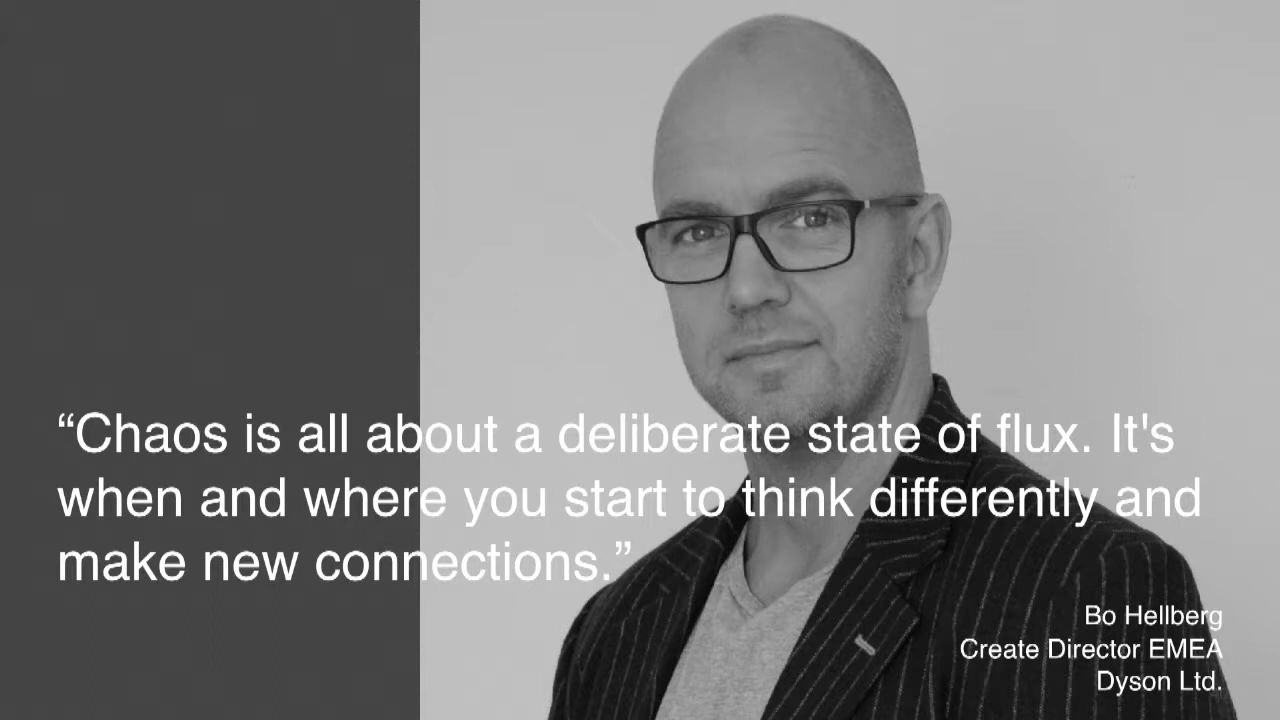 “Chaos is all about a deliberate state of flux. It's
when and where you start to think differently and
make new connections.”
Bo Hellberg
Create Director EMEA
Dyson Ltd.